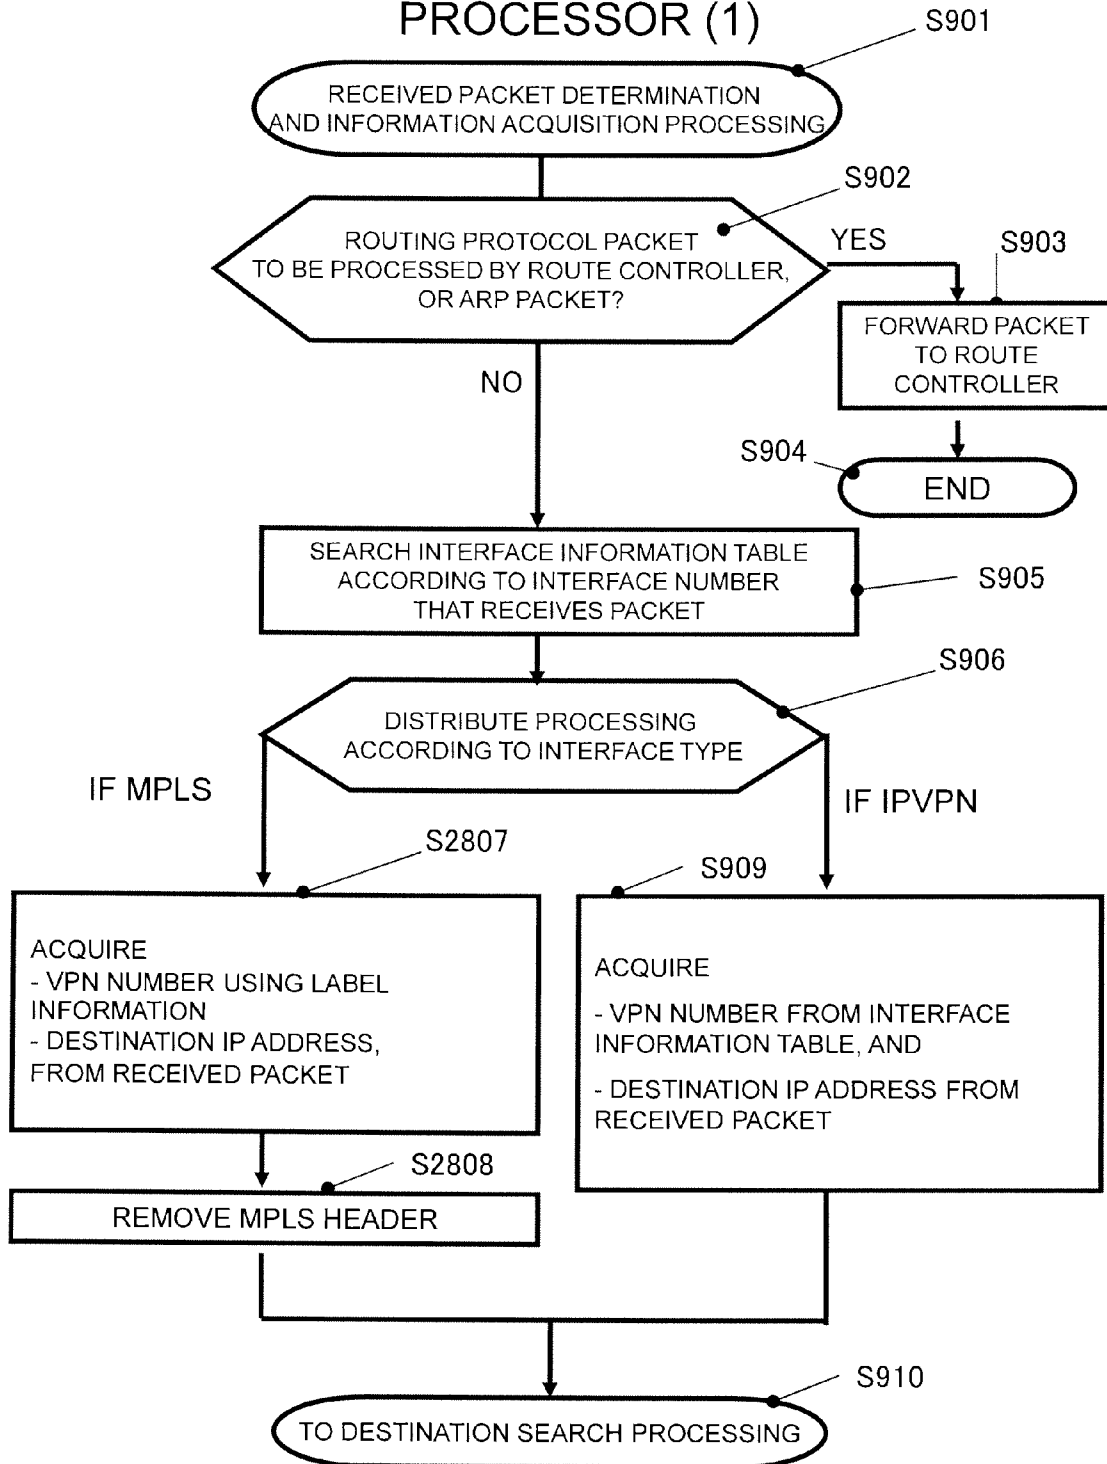 PROCESSOR (1)
S901
RECEIVED PACKET DETERMINATION
AND INFORMATION ACQUISITION PROCESSING
S902
ROUTING PROTOCOL PACKET
TO BE PROCESSED BY ROUTE CONTROLLER,
OR ARP PACKET?
YES
S903
FORWARD PACKET
TO ROUTE
CONTROLLER
NO
S904
END
SEARCH INTERFACE INFORMATION TABLE
ACCORDING TO INTERFACE NUMBER
THAT RECEIVES PACKET
S905
S906
DISTRIBUTE PROCESSING
ACCORDING TO INTERFACE TYPE
IF MPLS
IF IPVPN
S2807
S909
ACQUIRE
- VPN NUMBER USING LABEL
INFORMATION
- DESTINATION IP ADDRESS,
FROM RECEIVED PACKET
ACQUIRE
- VPN NUMBER FROM INTERFACE
INFORMATION TABLE, AND
- DESTINATION IP ADDRESS FROM
RECEIVED PACKET
S2808
REMOVE MPLS HEADER
S910
TO DESTINATION SEARCH PROCESSING